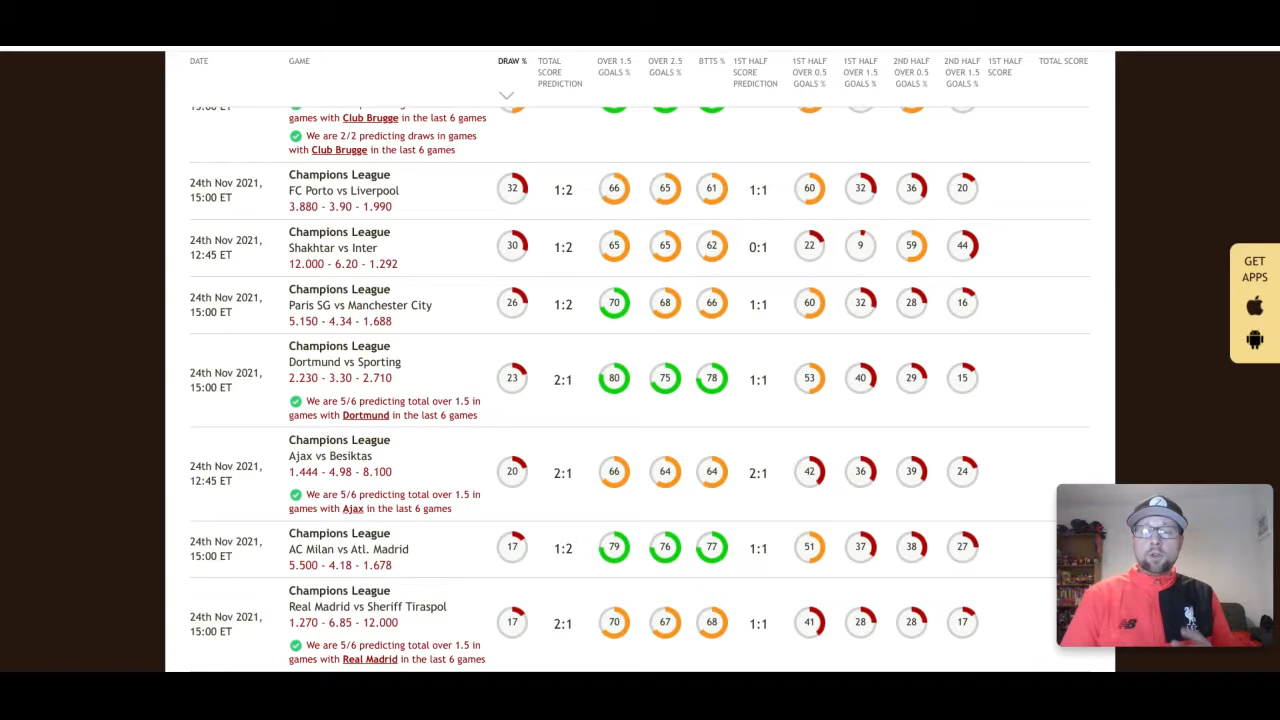 DATE GAME DRAW % TOTAL SCORE PREDICTION OVER 1.5 GOALS % OVER 2.5 GOALS % BTTS % 1ST HALF SCORE PREDICTION 1ST HALF OVER 0.5 GOALS % 1ST HALF OVER 1.5 GOALS % 2ND HALF OVER 0.5 GOALS % 2ND HALF OVER 1.5 GOALS % 1ST HALF SCORE TOTAL SCORE
15:00 ET
games with Club Brugge in the last 6 games
We are 2/2 predicting draws in games
with Club Brugge in the last 6 games
Champions League
24th Nov 2021, 15:00 ET
FC Porto vs Liverpool
3.880 - 3.90 - 1.990
32 1:2 66 65 61 1:1 60 32 36 20
Champions League
24th Nov 2021, 12:45 ET
Shakhtar vs Inter
12.000 - 6.20 - 1.292
30 1:2 65 65 62 0:1 22 9 59 44
Champions League
24th Nov 2021, 15:00 ET
Paris SG vs Manchester City
5.150 - 4.34 - 1.688
26 1:2 70 68 66 1:1 60 32 28 16
Champions League
24th Nov 2021, 15:00 ET
Dortmund vs Sporting
2.230 - 3.30 - 2.710
23 2:1 80 75 78 1:1 53 40 29 15
We are 5/6 predicting total over 1.5 in
games with Dortmund in the last 6 games
Champions League
24th Nov 2021, 12:45 ET
Ajax vs Besiktas
1.444 - 4.98 - 8.100
20 2:1 66 64 64 2:1 42 36 39 24
We are 5/6 predicting total over 1.5 in
games with Ajax in the last 6 games
Champions League
24th Nov 2021, 15:00 ET
AC Milan vs Atl. Madrid
5.500 - 4.18 - 1.678
17 1:2 79 76 77 1:1 51 37 38 27
Champions League
24th Nov 2021, 15:00 ET
Real Madrid vs Sheriff Tiraspol
1.270 - 6.85 - 12.000
17 2:1 70 67 68 1:1 41 28 28 17
We are 5/6 predicting total over 1.5 in
games with Real Madrid in the last 6 games
GET
APPS